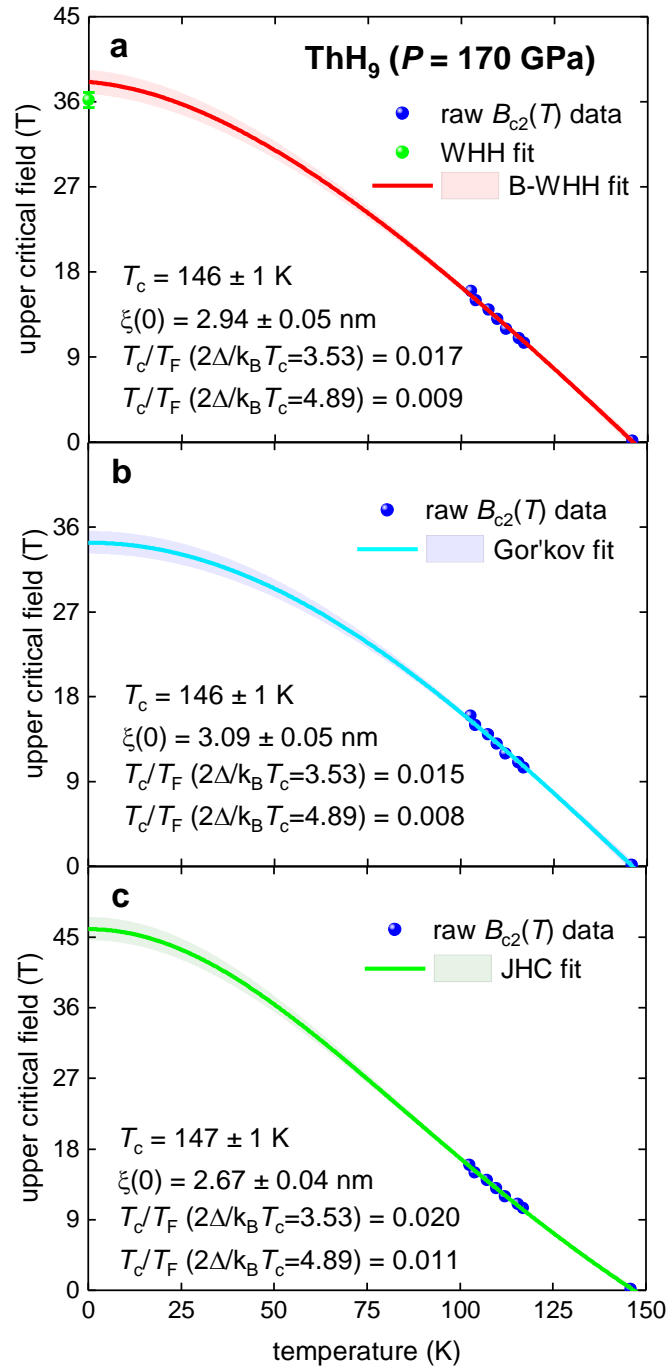 45
a
ThH9 (P = 170 GPa)
36
raw Bc2(T) data
WHH fit
B-WHH fit
27
18
9
0
upper critical field (T)
Tc = 146 ± 1 K
ξ(0) = 2.94 ± 0.05 nm
Tc/TF (2Δ/kBTc=3.53) = 0.017
Tc/TF (2Δ/kBTc=4.89) = 0.009
b
36
raw Bc2(T) data
Gor'kov fit
27
18
9
0
upper critical field (T)
Tc = 146 ± 1 K
ξ(0) = 3.09 ± 0.05 nm
Tc/TF (2Δ/kBTc=3.53) = 0.015
Tc/TF (2Δ/kBTc=4.89) = 0.008
c
45
raw Bc2(T) data
JHC fit
36
27
18
9
0
upper critical field (T)
Tc = 147 ± 1 K
ξ(0) = 2.67 ± 0.04 nm
Tc/TF (2Δ/kBTc=3.53) = 0.020
Tc/TF (2Δ/kBTc=4.89) = 0.011
0 25 50 75 100 125 150
temperature (K)